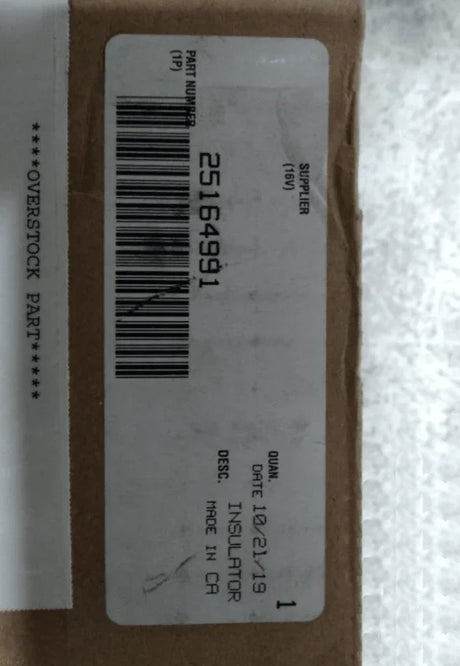 ****OVERSTOCK PART*****
SUPPLIER
(16V)
PART NUMBER
(1P)
25164991
QUAN.
1
DATE 10/21/19
DESC.
INSULATOR
MADE IN CA